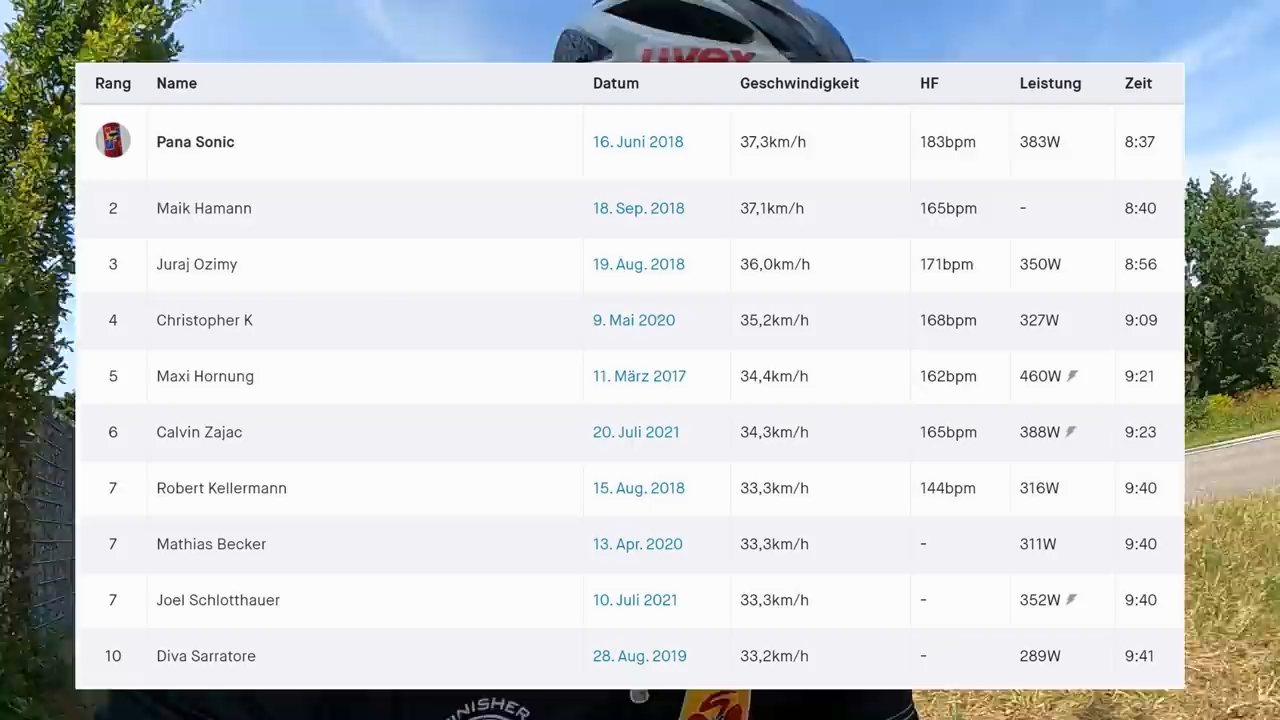 uvex
Rang Name Datum Geschwindigkeit HF Leistung Zeit
Pana Sonic 16. Juni 2018 37,3km/h 183bpm 383W 8:37
2 Maik Hamann 18. Sep. 2018 37,1km/h 165bpm - 8:40
3 Juraj Ozimy 19. Aug. 2018 36,0km/h 171bpm 350W 8:56
4 Christopher K 9. Mai 2020 35,2km/h 168bpm 327W 9:09
5 Maxi Hornung 11. März 2017 34,4km/h 162bpm 460W 9:21
6 Calvin Zajac 20. Juli 2021 34,3km/h 165bpm 388W 9:23
7 Robert Kellermann 15. Aug. 2018 33,3km/h 144bpm 316W 9:40
7 Mathias Becker 13. Apr. 2020 33,3km/h - 311W 9:40
7 Joel Schlotthauer 10. Juli 2021 33,3km/h - 352W 9:40
10 Diva Sarratore 28. Aug. 2019 33,2km/h - 289W 9:41
INISHER